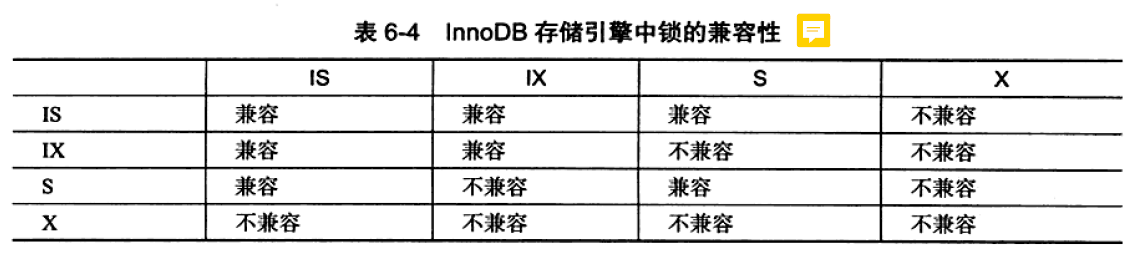 表 6-4 InnoDB 存储引擎中锁的兼容性
IS IX S X
IS 兼容 兼容 兼容 不兼容
IX 兼容 兼容 不兼容 不兼容
S 兼容 不兼容 兼容 不兼容
X 不兼容 不兼容 不兼容 不兼容